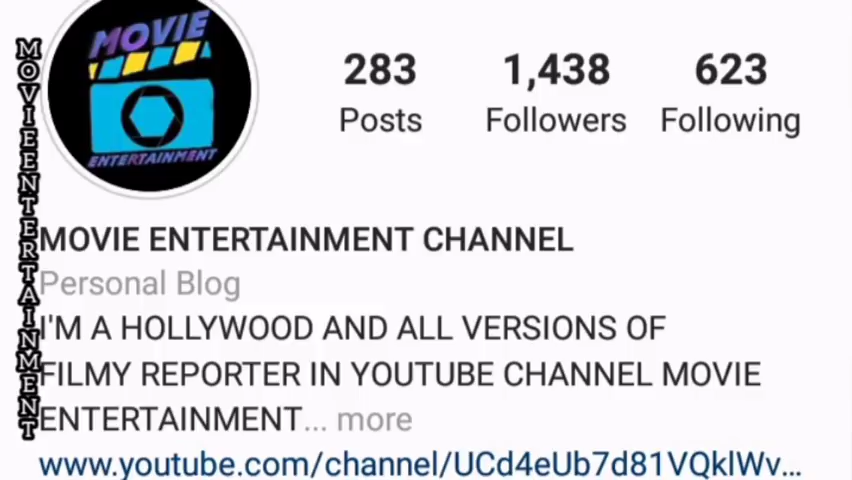 MOVIE
ENTERTAINMENT
283 1,438 623
Posts Followers Following
MOVIEENTERTAINMENT
MOVIE ENTERTAINMENT CHANNEL
Personal Blog
I'M A HOLLYWOOD AND ALL VERSIONS OF
FILMY REPORTER IN YOUTUBE CHANNEL MOVIE
ENTERTAINMENT... more
www.youtube.com/channel/UCd4eUb7d81VQklWv...